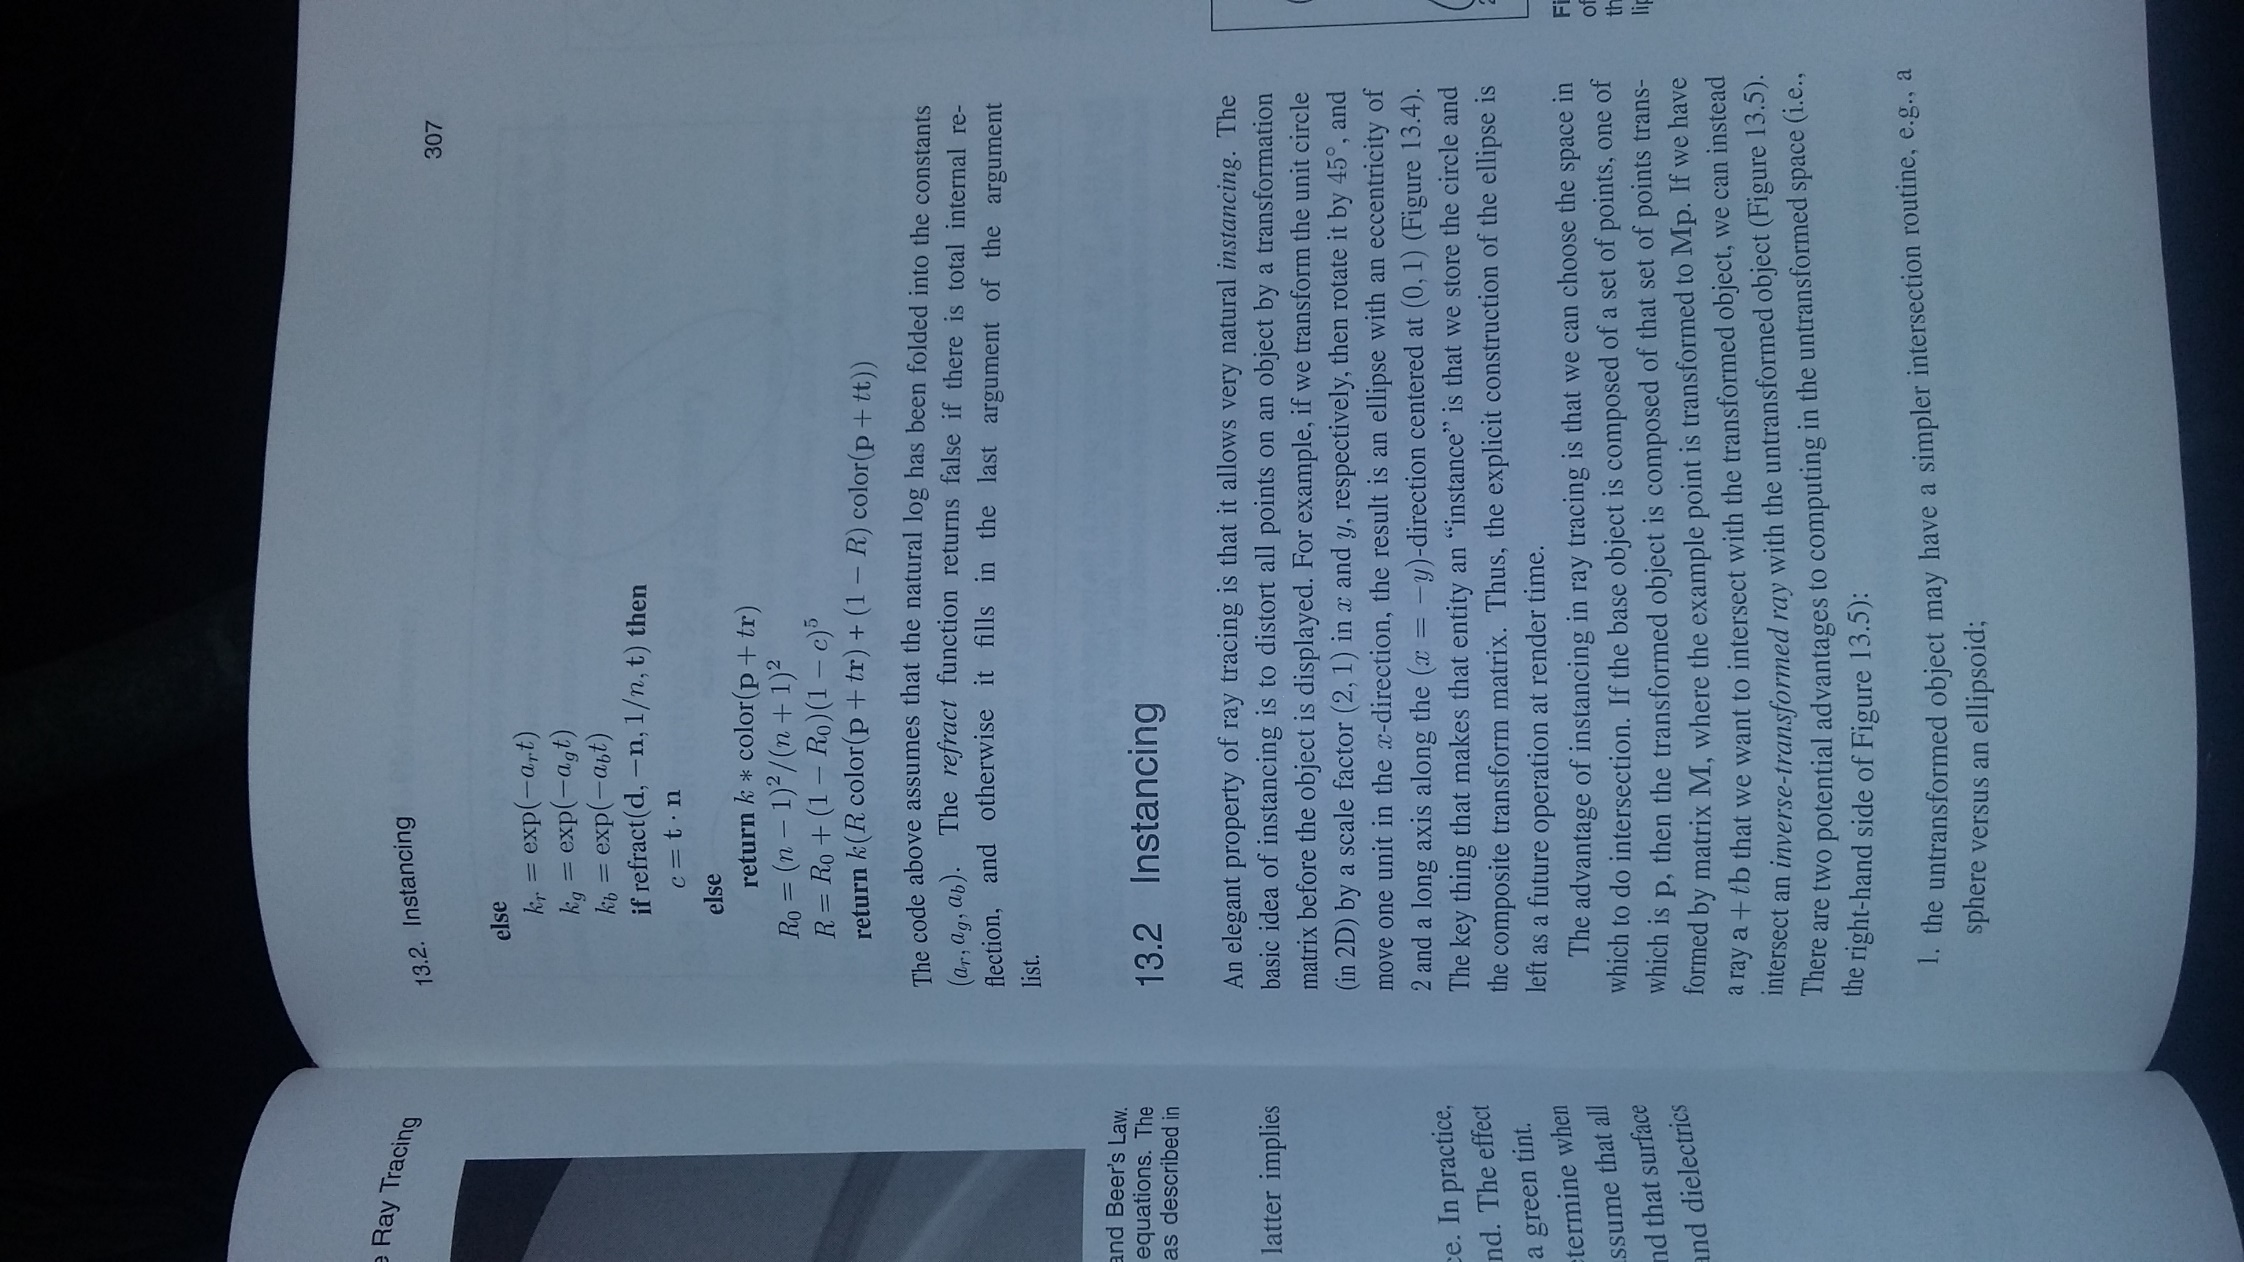 e Ray Tracing
and Beer's Law.
equations. The
as described in
latter implies
ce. In practice,
nd. The effect
a green tint.
termine when
ssume that all
nd that surface
and dielectrics
13.2. Instancing 307
else
k_r = exp(−a_r t)
k_g = exp(−a_g t)
k_b = exp(−a_b t)
if refract(d, −n, 1/n, t) then
c = t · n
else
return k ∗ color(p + tr)
R₀ = (n − 1)²/(n + 1)²
R = R₀ + (1 − R₀)(1 − c)⁵
return k(R color(p + tr) + (1 − R) color(p + tt))
The code above assumes that the natural log has been folded into the constants
(a_r, a_g, a_b). The refract function returns false if there is total internal re-
flection, and otherwise it fills in the last argument of the argument
list.
13.2 Instancing
An elegant property of ray tracing is that it allows very natural instancing. The
basic idea of instancing is to distort all points on an object by a transformation
matrix before the object is displayed. For example, if we transform the unit circle
(in 2D) by a scale factor (2, 1) in x and y, respectively, then rotate it by 45°, and
move one unit in the x-direction, the result is an ellipse with an eccentricity of
2 and a long axis along the (x = −y)-direction centered at (0, 1) (Figure 13.4).
The key thing that makes that entity an “instance” is that we store the circle and
the composite transform matrix. Thus, the explicit construction of the ellipse is
left as a future operation at render time.
The advantage of instancing in ray tracing is that we can choose the space in
which to do intersection. If the base object is composed of a set of points, one of
which is p, then the transformed object is composed of that set of points trans-
formed by matrix M, where the example point is transformed to Mp. If we have
a ray a + tb that we want to intersect with the transformed object, we can instead
intersect an inverse-transformed ray with the untransformed object (Figure 13.5).
There are two potential advantages to computing in the untransformed space (i.e.,
the right-hand side of Figure 13.5):
1. the untransformed object may have a simpler intersection routine, e.g., a
sphere versus an ellipsoid;
Fi
of
th
lip